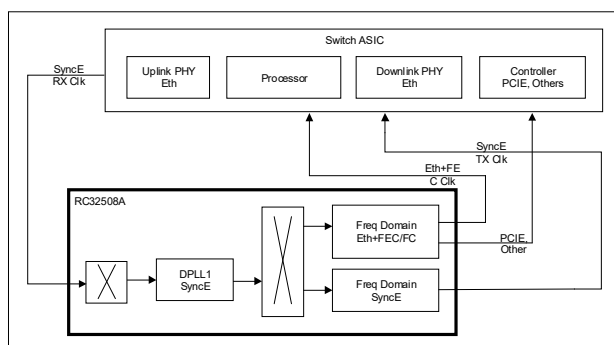 Switch ASIC
SyncE
RX Clk
Uplink PHY
Eth
Processor
Downlink PHY
Eth
Controller
PCIE, Others
SyncE
TX Clk
Eth+FE
C Clk
RC32508A
Freq Domain
Eth+FEC/FC
PCIE,
Other
DPLL1
SyncE
Freq Domain
SyncE